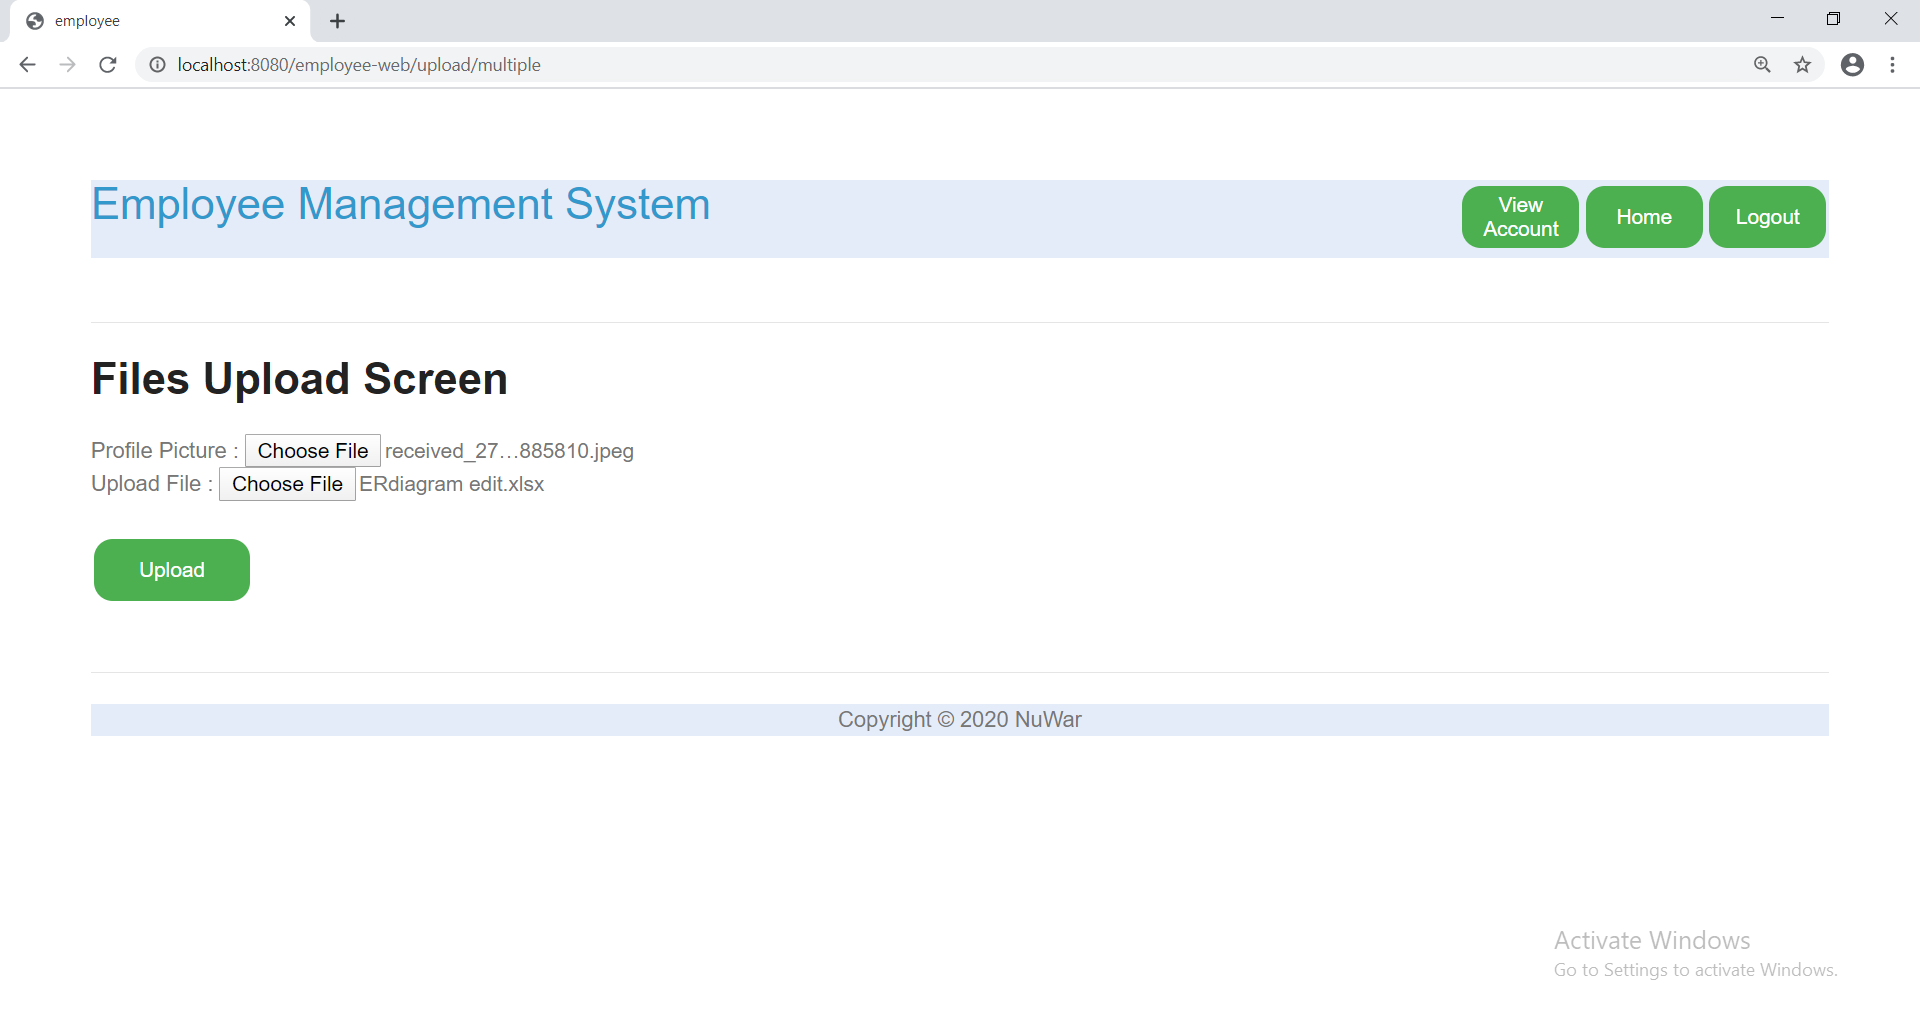 employee
localhost:8080/employee-web/upload/multiple
Employee Management System
View
Account
Home
Logout
Files Upload Screen
Profile Picture : Choose File received_27...885810.jpeg
Upload File : Choose File ERdiagram edit.xlsx
Upload
Copyright © 2020 NuWar
Activate Windows
Go to Settings to activate Windows.